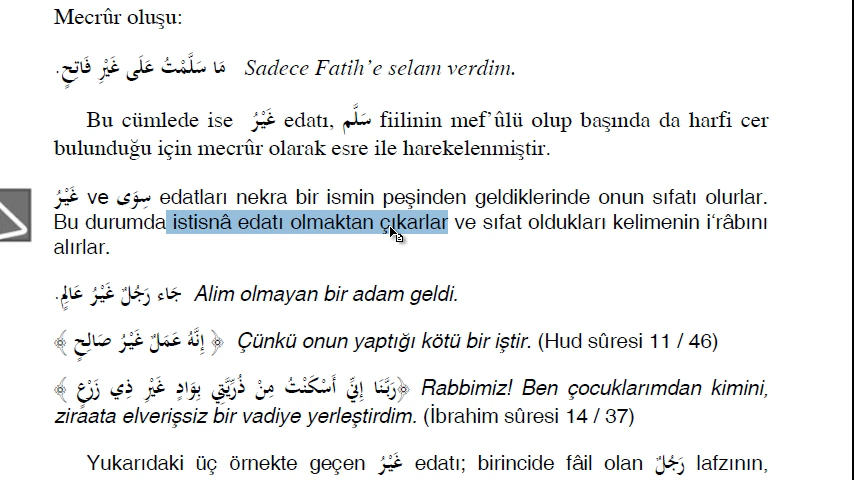 Mecrûr oluşu:
مَا سَلَّمْتُ عَلَى غَيْرِ فَاتِحٍ. Sadece Fatih’e selam verdim.
Bu cümlede ise غَيْرُ edatı, سَلَّم fiilinin mef’ûlü olup başında da harfi cer
bulunduğu için mecrûr olarak esre ile harekelenmiştir.
غَيْرُ ve سِوَى edatları nekra bir ismin peşinden geldiklerinde onun sıfatı olurlar.
Bu durumda istisnâ edatı olmaktan çıkarlar ve sıfat oldukları kelimenin i‘râbını
alırlar.
جَاء رَجُلٌ غَيْرُ عَالِمٍ. Alim olmayan bir adam geldi.
﴿ إِنَّهُ عَمَلٌ غَيْرُ صَالِحٍ ﴾ Çünkü onun yaptığı kötü bir iştir. (Hud sûresi 11 / 46)
﴿رَبَّنَا إِنِّي أَسْكَنْتُ مِنْ ذُرِّيَّتِي بِوَادٍ غَيْرِ ذِي زَرْعٍ ﴾ Rabbimiz! Ben çocuklarımdan kimini,
ziraata elverişsiz bir vadiye yerleştirdim. (İbrahim sûresi 14 / 37)
Yukarıdaki üç örnekte geçen غَيْرُ edatı; birincide fâil olan رَجُلٌ lafzının,